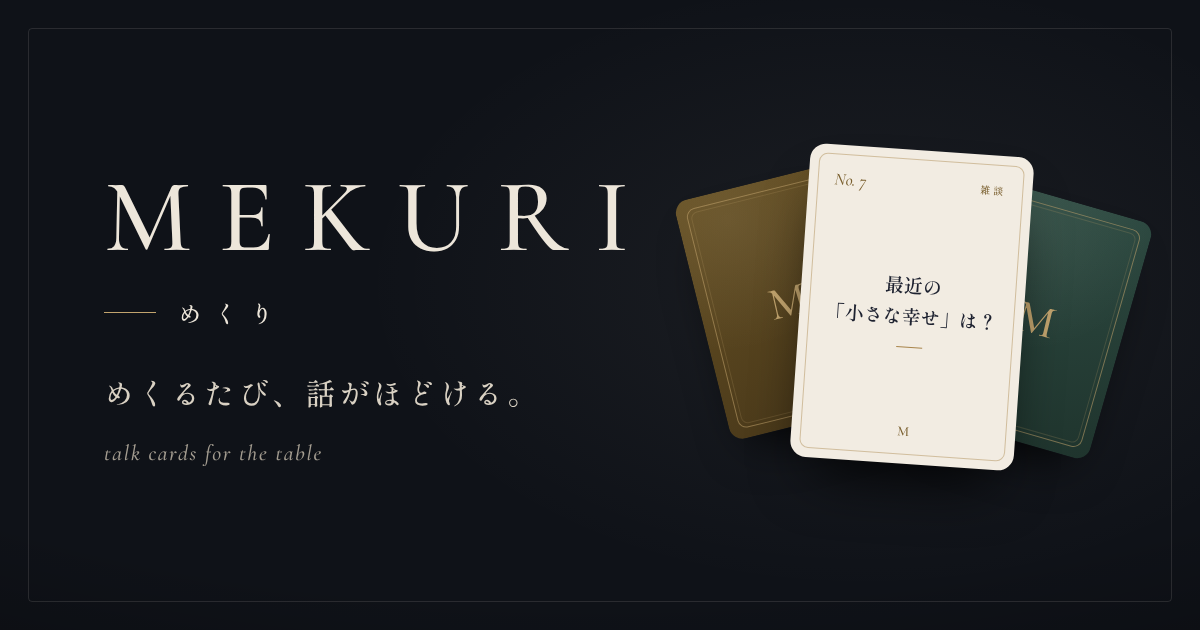 MEKURI
めくり
めくるたび、話がほどける。
talk cards for the table
M
No. 7
雑談
最近の
「小さな幸せ」は？
M
M